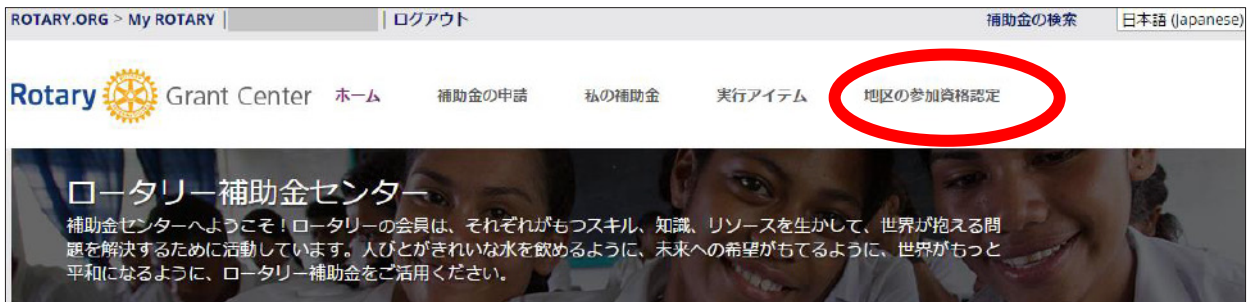 ROTARY.ORG > My ROTARY | | ログアウト 補助金の検索 日本語 (Japanese)
Rotary Grant Center ホーム 補助金の申請 私の補助金 実行アイテム 地区の参加資格認定
ロータリー補助金センター
補助金センターへようこそ！ロータリーの会員は、それぞれがもつスキル、知識、リソースを生かして、世界が抱える問
題を解決するために活動しています。人びとがきれいな水を飲めるように、未来への希望がもてるように、世界がもっと
平和になるように、ロータリー補助金をご活用ください。